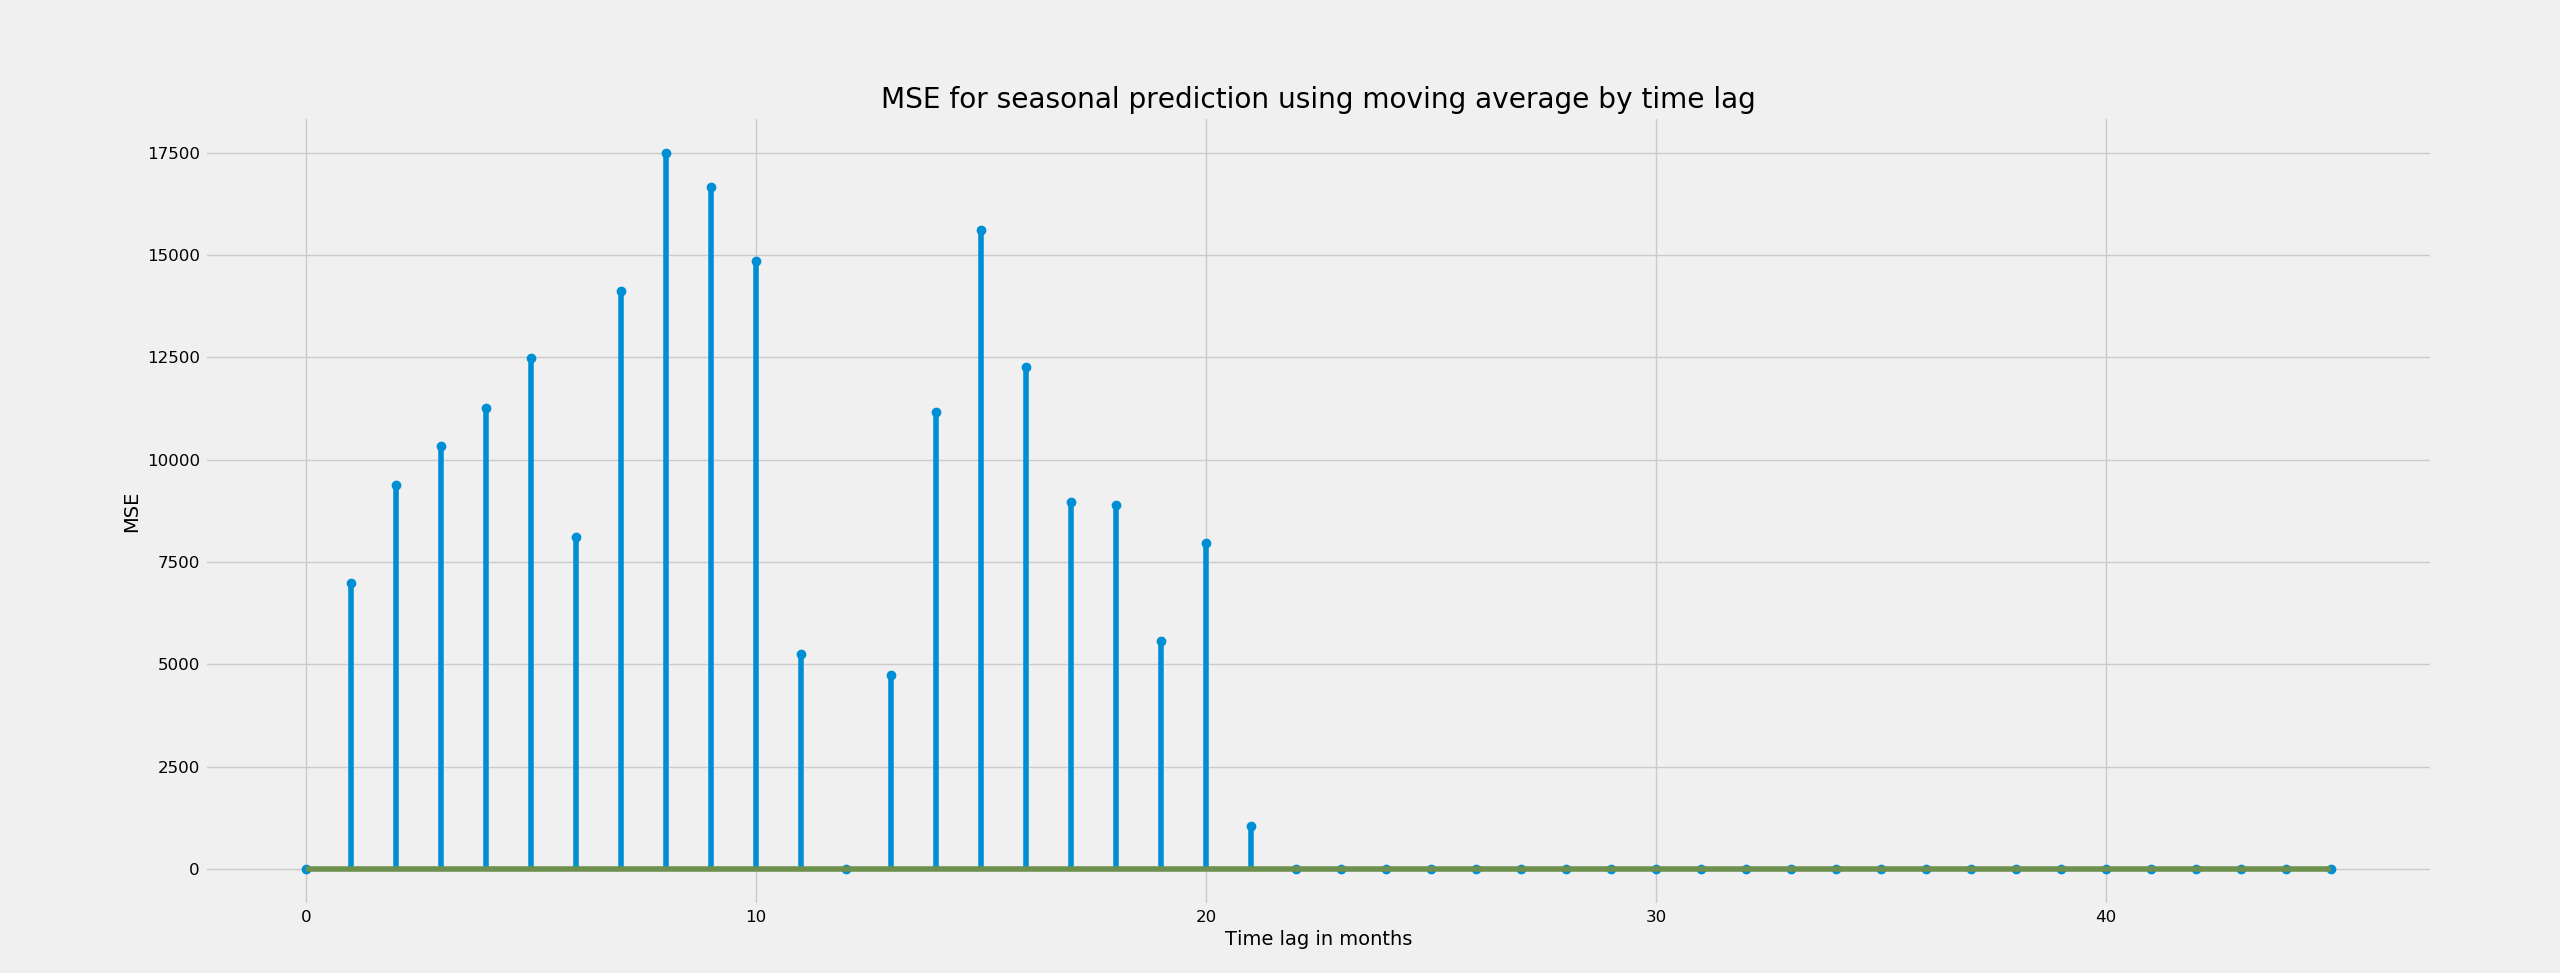 MSE for seasonal prediction using moving average by time lag
17500
15000
12500
10000
7500
5000
2500
0
MSE
0 10 20 30 40
Time lag in months